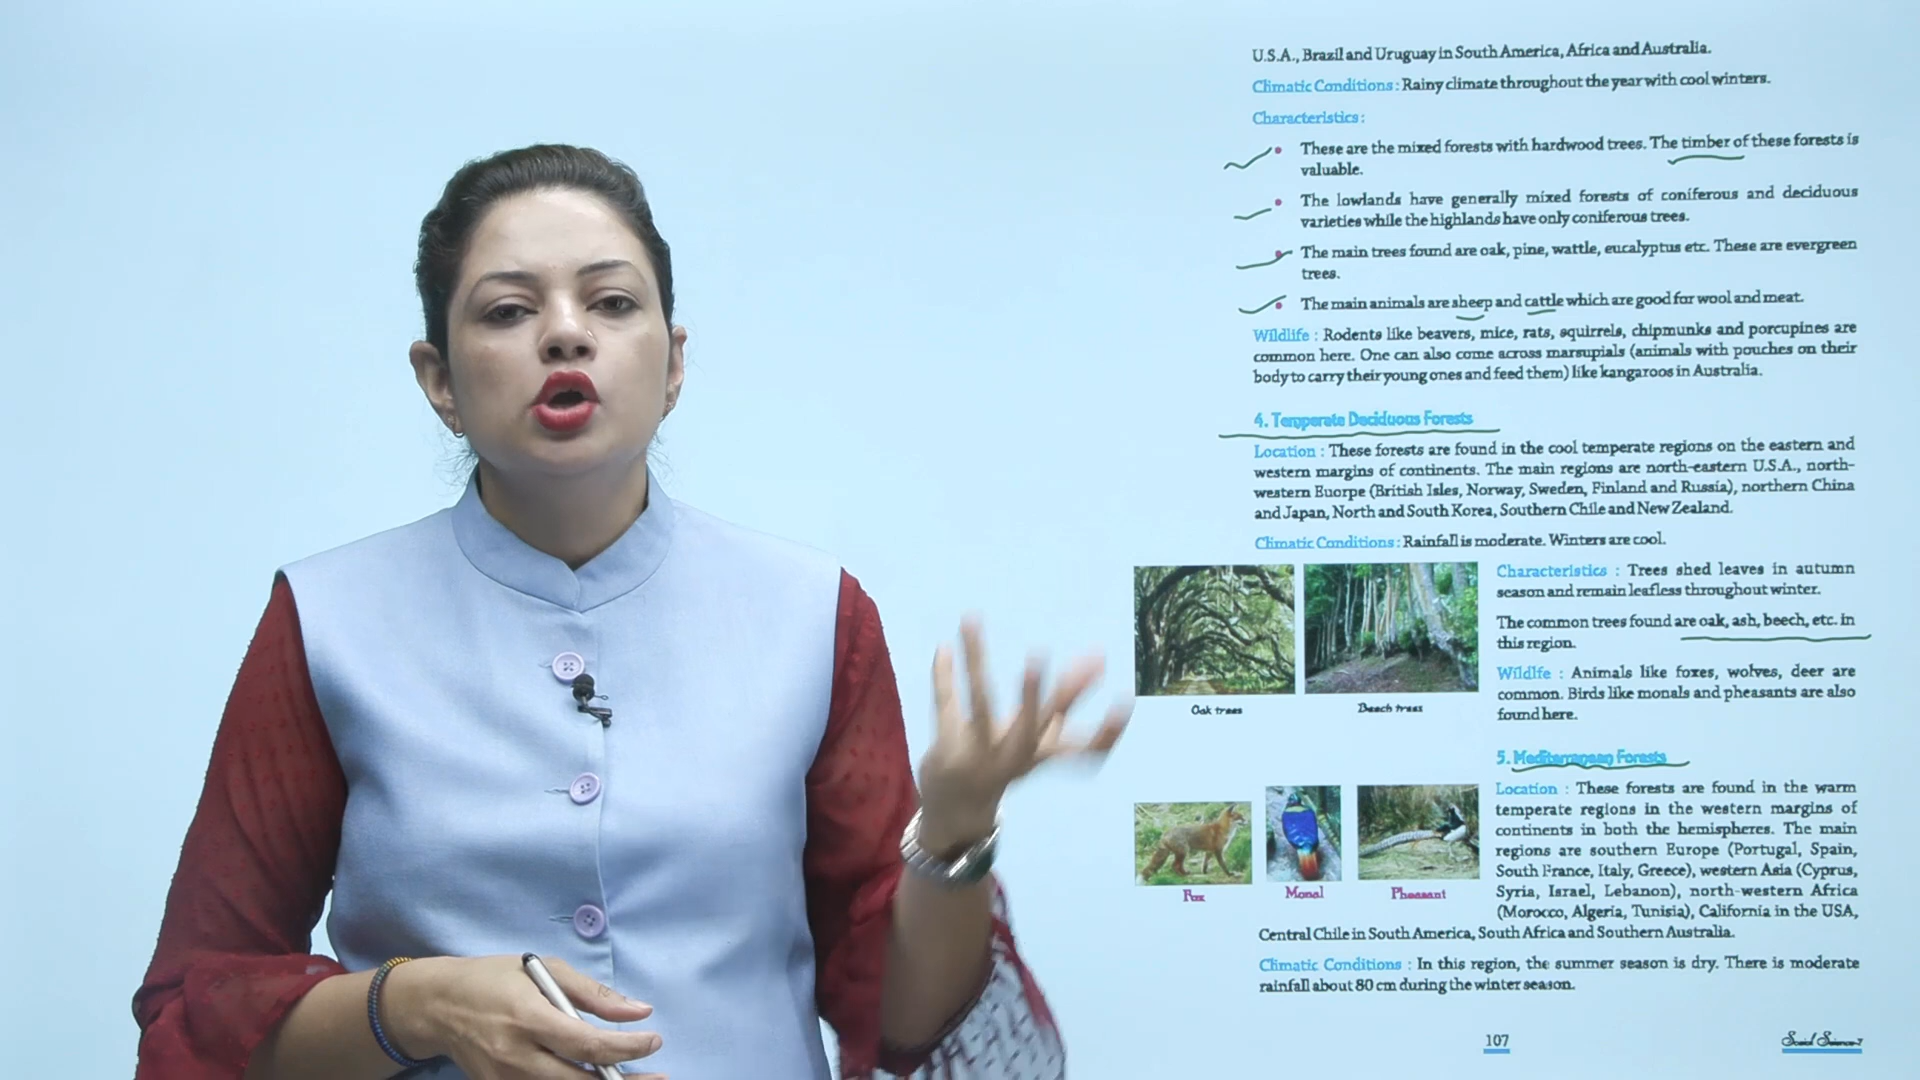 U.S.A., Brazil and Uruguay in South America, Africa and Australia.
Climatic Conditions : Rainy climate throughout the year with cool winters.
Characteristics :
• These are the mixed forests with hardwood trees. The timber of these forests is
valuable.
• The lowlands have generally mixed forests of coniferous and deciduous
varieties while the highlands have only coniferous trees.
• The main trees found are oak, pine, wattle, eucalyptus etc. These are evergreen
trees.
• The main animals are sheep and cattle which are good for wool and meat.
Wildlife : Rodents like beavers, mice, rats, squirrels, chipmunks and porcupines are
common here. One can also come across marsupials (animals with pouches on their
body to carry their young ones and feed them) like kangaroos in Australia.
4. Temperate Deciduous Forests
Location : These forests are found in the cool temperate regions on the eastern and
western margins of continents. The main regions are north-eastern U.S.A., north-
western Euorpe (British Isles, Norway, Sweden, Finland and Russia), northern China
and Japan, North and South Korea, Southern Chile and New Zealand.
Climatic Conditions : Rainfall is moderate. Winters are cool.
Characteristics : Trees shed leaves in autumn
season and remain leafless throughout winter.
The common trees found are oak, ash, beech, etc. in
this region.
Wildlfe : Animals like foxes, wolves, deer are
common. Birds like monals and pheasants are also
found here.
Oak trees
Beech trees
5. Mediterranean Forests
Location : These forests are found in the warm
temperate regions in the western margins of
continents in both the hemispheres. The main
regions are southern Europe (Portugal, Spain,
South France, Italy, Greece), western Asia (Cyprus,
Syria, Israel, Lebanon), north-western Africa
(Morocco, Algeria, Tunisia), California in the USA,
Central Chile in South America, South Africa and Southern Australia.
Fox
Monal
Pheasant
Climatic Conditions : In this region, the summer season is dry. There is moderate
rainfall about 80 cm during the winter season.
107
Social Science-7